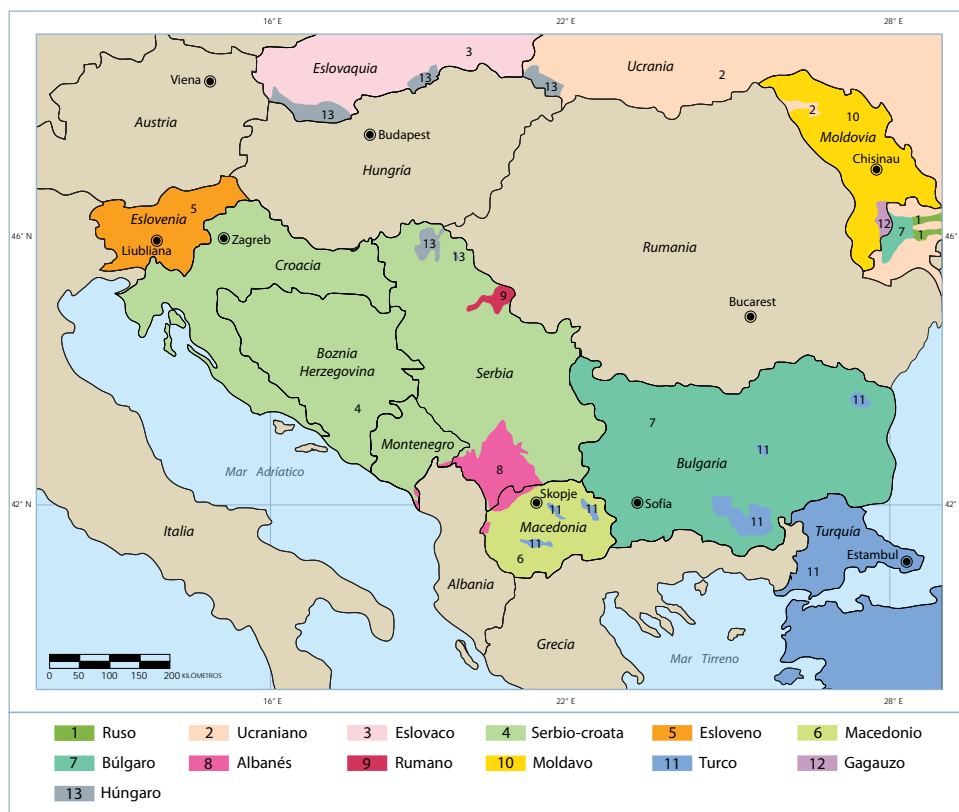 16° E 22° E 28° E
Eslovaquia 3
Ucrania 2
Viena
13 13 13
Austria
Budapest
2 10
Moldovia
Chisinau
Hungría
Eslovenia 5
Liubliana
Zagreb
46° N
13 13
12 7 1 1
46° N
Croacia
Rumania
9
Bucarest
Boznia
Herzegovina
Serbia
4
11
7
Montenegro
11
Bulgaria
8
Mar Adríatico
42° N
Skopje
11 11
Sofía
11
42° N
Italia
Macedonia
11
6
Turquía
Estambul
11
Albania
Grecia
Mar Tirreno
0 50 100 150 200 KILÓMETROS
16° E 22° E 28° E
1 Ruso 2 Ucraniano 3 Eslovaco 4 Serbio-croata 5 Esloveno 6 Macedonio
7 Búlgaro 8 Albanés 9 Rumano 10 Moldavo 11 Turco 12 Gagauzo
13 Húngaro